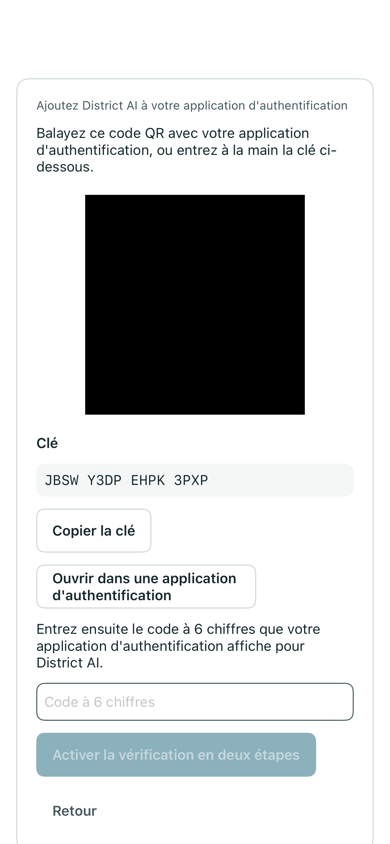 Ajoutez District AI à votre application d'authentification
Balayez ce code QR avec votre application
d'authentification, ou entrez à la main la clé ci-
dessous.
Clé
JBSW Y3DP EHPK 3PXP
Copier la clé
Ouvrir dans une application
d'authentification
Entrez ensuite le code à 6 chiffres que votre
application d'authentification affiche pour
District AI.
Code à 6 chiffres
Activer la vérification en deux étapes
Retour